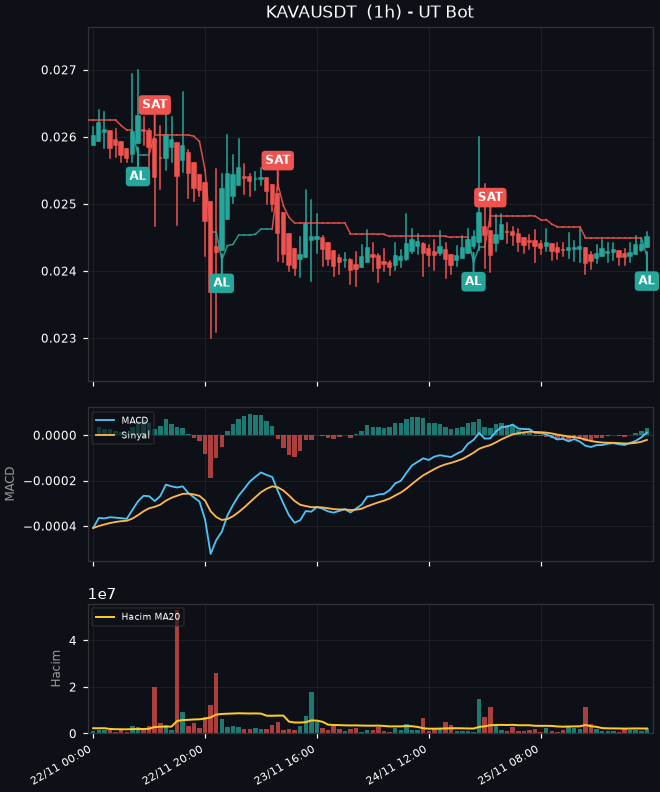 KAVAUSDT  (1h) - UT Bot
0.027
SAT
0.026
AL
SAT
0.025
SAT
0.024
AL
AL
AL
0.023
MACD
Sinyal
0.0000
−0.0002
−0.0004
MACD
1e7
Hacim MA20
4
2
0
Hacim
22/11 00:00
22/11 20:00
23/11 16:00
24/11 12:00
25/11 08:00